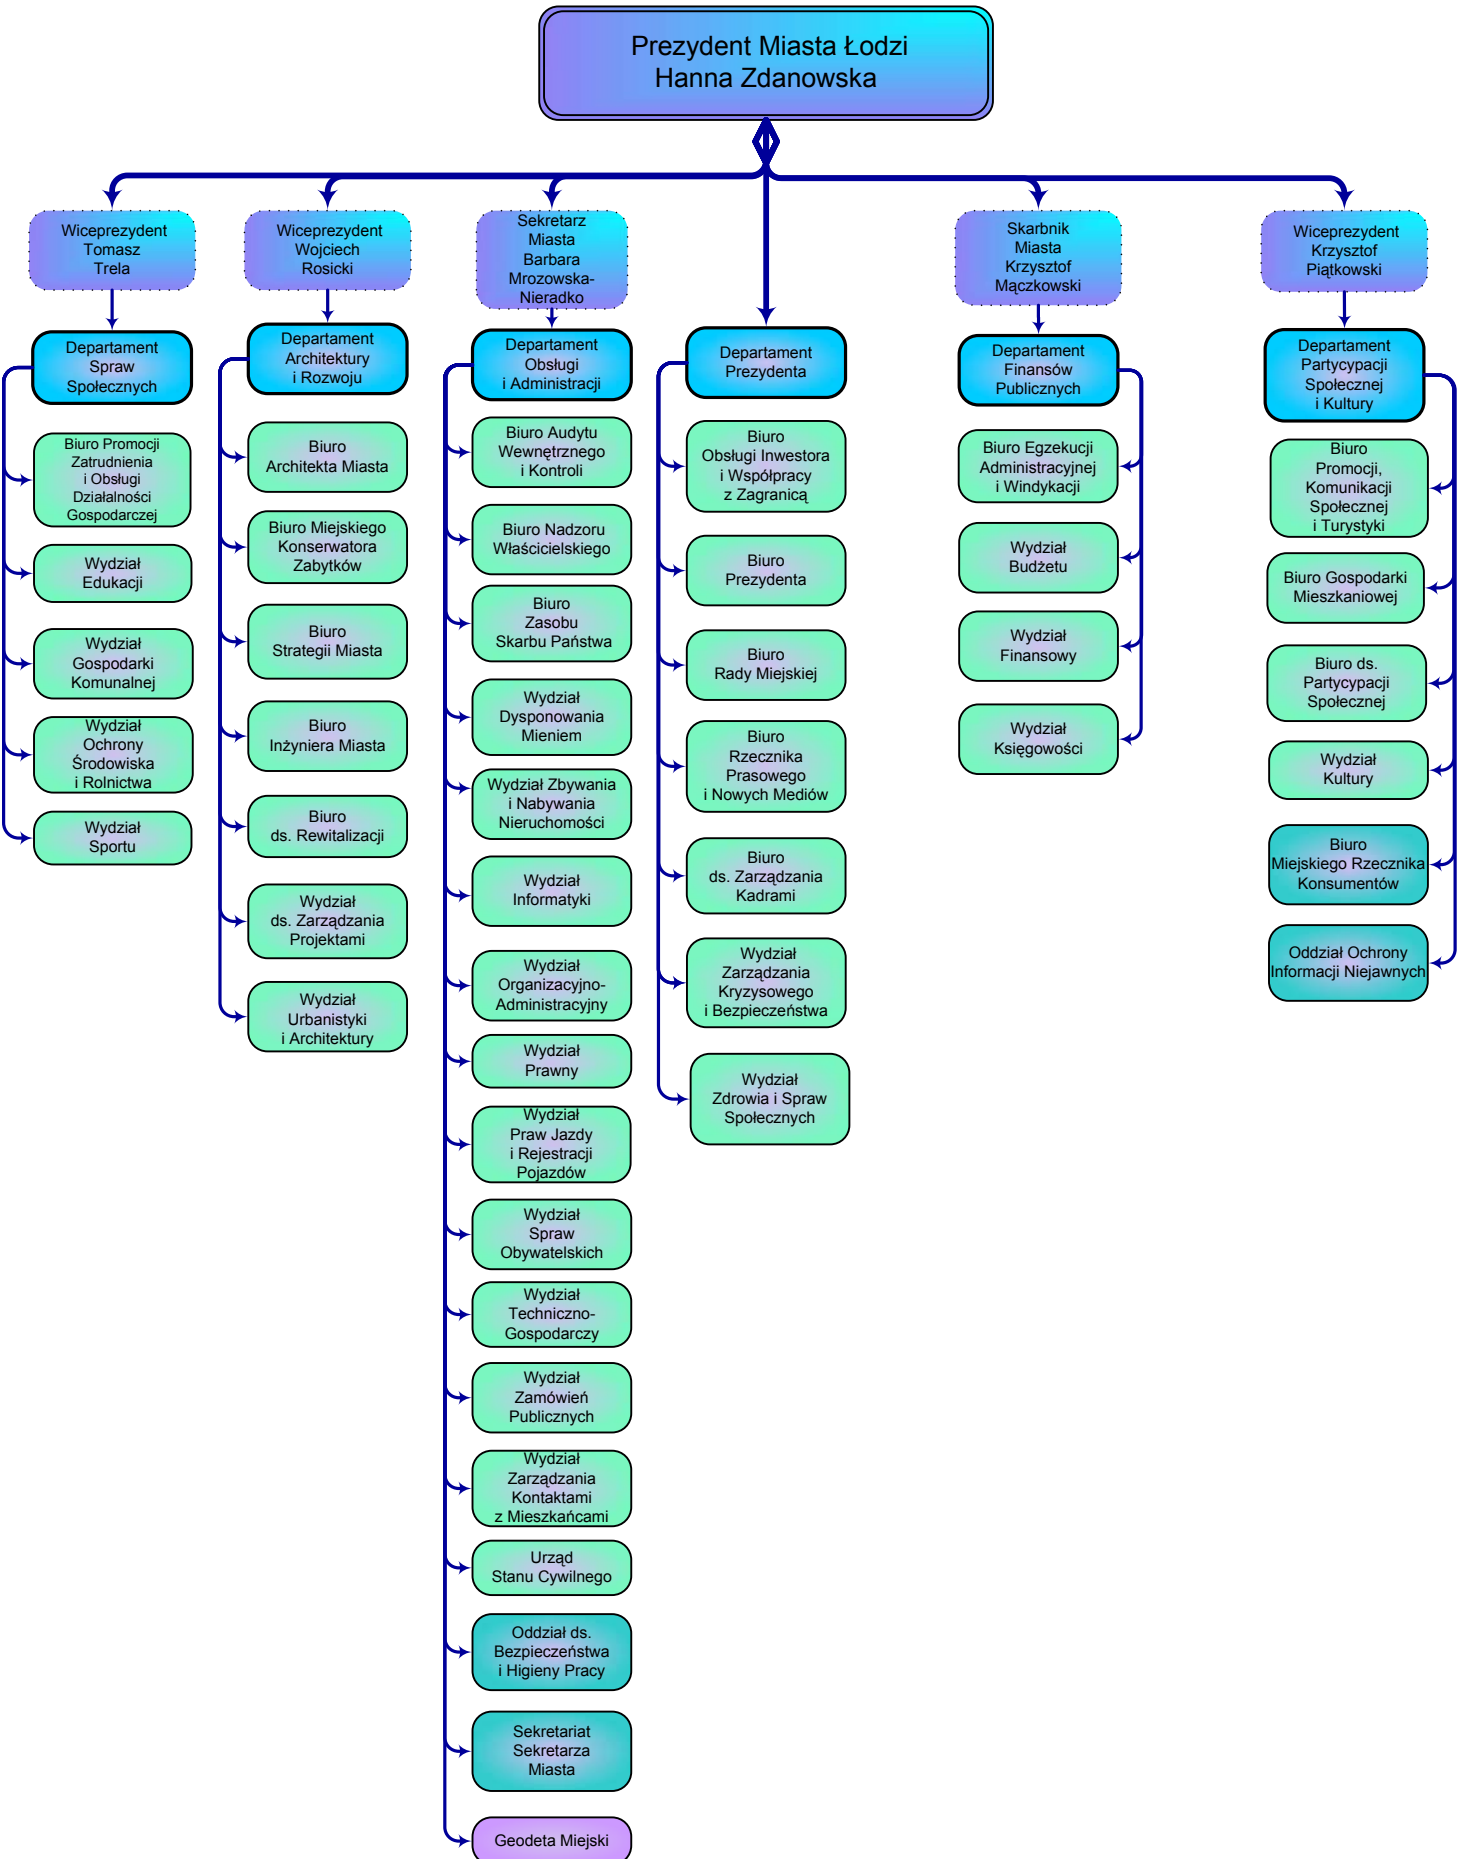 Prezydent Miasta Łodzi
Hanna Zdanowska
Wiceprezydent
Tomasz
Trela
Departament
Spraw
Społecznych
Biuro Promocji
Zatrudnienia
i Obsługi
Działalności
Gospodarczej
Wydział
Edukacji
Wydział
Gospodarki
Komunalnej
Wydział
Ochrony
Środowiska
i Rolnictwa
Wydział
Sportu
Wiceprezydent
Wojciech
Rosicki
Departament
Architektury
i Rozwoju
Biuro
Architekta Miasta
Biuro Miejskiego
Konserwatora
Zabytków
Biuro
Strategii Miasta
Biuro
Inżyniera Miasta
Biuro
ds. Rewitalizacji
Wydział
ds. Zarządzania
Projektami
Wydział
Urbanistyki
i Architektury
Sekretarz
Miasta
Barbara
Mrozowska-
Nieradko
Departament
Obsługi
i Administracji
Biuro Audytu
Wewnętrznego
i Kontroli
Biuro Nadzoru
Właścicielskiego
Biuro
Zasobu
Skarbu Państwa
Wydział
Dysponowania
Mieniem
Wydział Zbywania
i Nabywania
Nieruchomości
Wydział
Informatyki
Wydział
Organizacyjno-
Administracyjny
Wydział
Prawny
Wydział
Praw Jazdy
i Rejestracji
Pojazdów
Wydział
Spraw
Obywatelskich
Wydział
Techniczno-
Gospodarczy
Wydział
Zamówień
Publicznych
Wydział
Zarządzania
Kontaktami
z Mieszkańcami
Urząd
Stanu Cywilnego
Oddział ds.
Bezpieczeństwa
i Higieny Pracy
Sekretariat
Sekretarza
Miasta
Geodeta Miejski
Departament
Prezydenta
Biuro
Obsługi Inwestora
i Współpracy
z Zagranicą
Biuro
Prezydenta
Biuro
Rady Miejskiej
Biuro
Rzecznika
Prasowego
i Nowych Mediów
Biuro
ds. Zarządzania
Kadrami
Wydział
Zarządzania
Kryzysowego
i Bezpieczeństwa
Wydział
Zdrowia i Spraw
Społecznych
Skarbnik
Miasta
Krzysztof
Mączkowski
Departament
Finansów
Publicznych
Biuro Egzekucji
Administracyjnej
i Windykacji
Wydział
Budżetu
Wydział
Finansowy
Wydział
Księgowości
Wiceprezydent
Krzysztof
Piątkowski
Departament
Partycypacji
Społecznej
i Kultury
Biuro
Promocji,
Komunikacji
Społecznej
i Turystyki
Biuro Gospodarki
Mieszkaniowej
Biuro ds.
Partycypacji
Społecznej
Wydział
Kultury
Biuro
Miejskiego Rzecznika
Konsumentów
Oddział Ochrony
Informacji Niejawnych